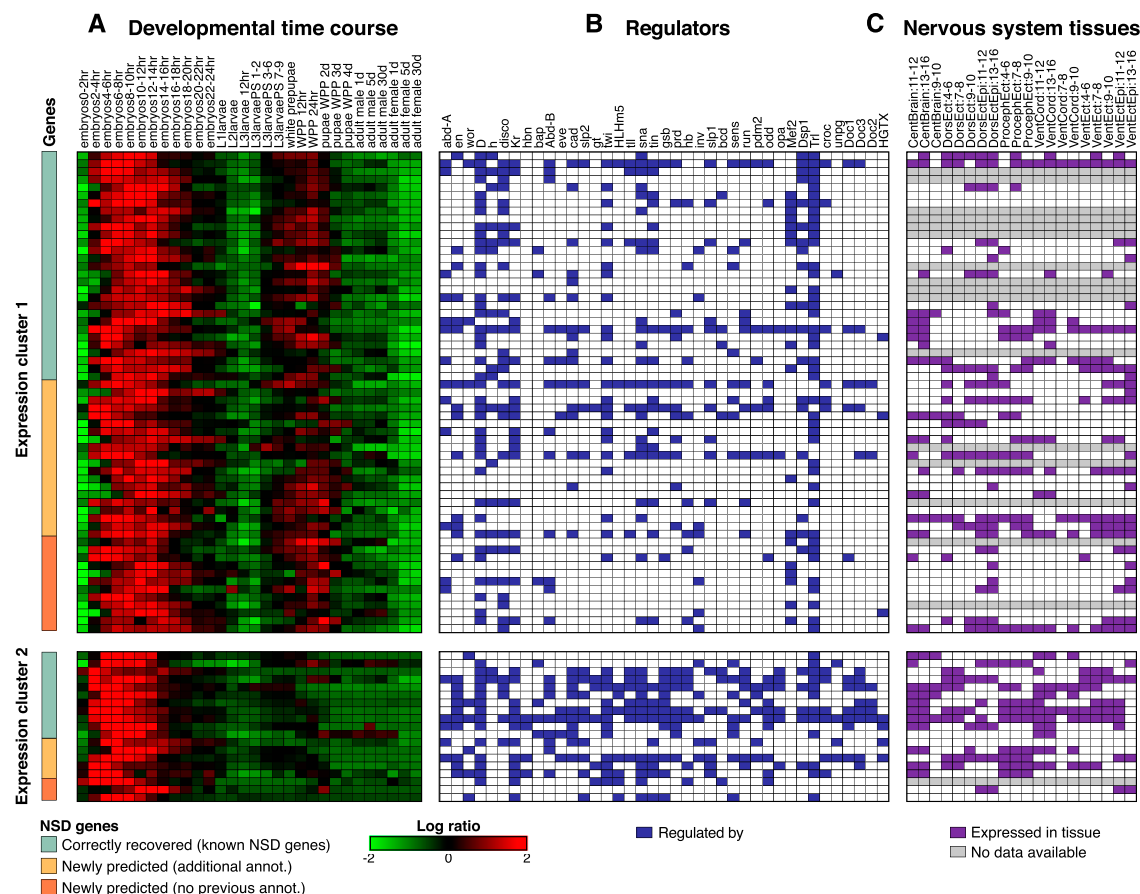 A Developmental time course
B Regulators
C Nervous system tissues
Genes
embryos0-2hr
embryos2-4hr
embryos4-6hr
embryos6-8hr
embryos8-10hr
embryos10-12hr
embryos12-14hr
embryos14-16hr
embryos16-18hr
embryos18-20hr
embryos20-22hr
embryos22-24hr
L1larvae
L2larvae
L3larvae_12hr
L3larvaePS 1-2
L3larvaePS 3-6
L3larvaePS 7-9
white prepupae
WPP 12hr
WPP 24hr
pupae WPP 2d
pupae WPP 3d
pupae WPP 4d
adult male 1d
adult male 5d
adult male 30d
adult female 1d
adult female 5d
adult female 30d
abd-A
en
wor
D
h
disco
Kr
hbn
bap
Abd-B
eve
cad
slp2
gt
twi
HLHm5
tll
sna
tin
gsb
prd
hb
inv
slp1
bcd
sens
run
odd
opa
Mef2
Dsp1
Trl
croc
cnc
Doc1
Doc3
Doc2
HGTX
CentBrain:11-12
CentBrain:13-16
CentBrain:9-10
DorsEct:4-6
DorsEct:7-8
DorsEct:9-10
DorsEctEpi:11-12
DorsEctEpi:13-16
ProcephEct:4-6
ProcephEct:7-8
ProcephEct:9-10
VentCord:11-12
VentCord:13-16
VentCord:7-8
VentCord:9-10
VentEct:4-6
VentEct:7-8
VentEct:9-10
VentEctEpi:11-12
VentEctEpi:13-16
Expression cluster 1
Expression cluster 2
NSD genes
Correctly recovered (known NSD genes)
Newly predicted (additional annot.)
Newly predicted (no previous annot.)
Log ratio
-2 0 2
Regulated by
Expressed in tissue
No data available